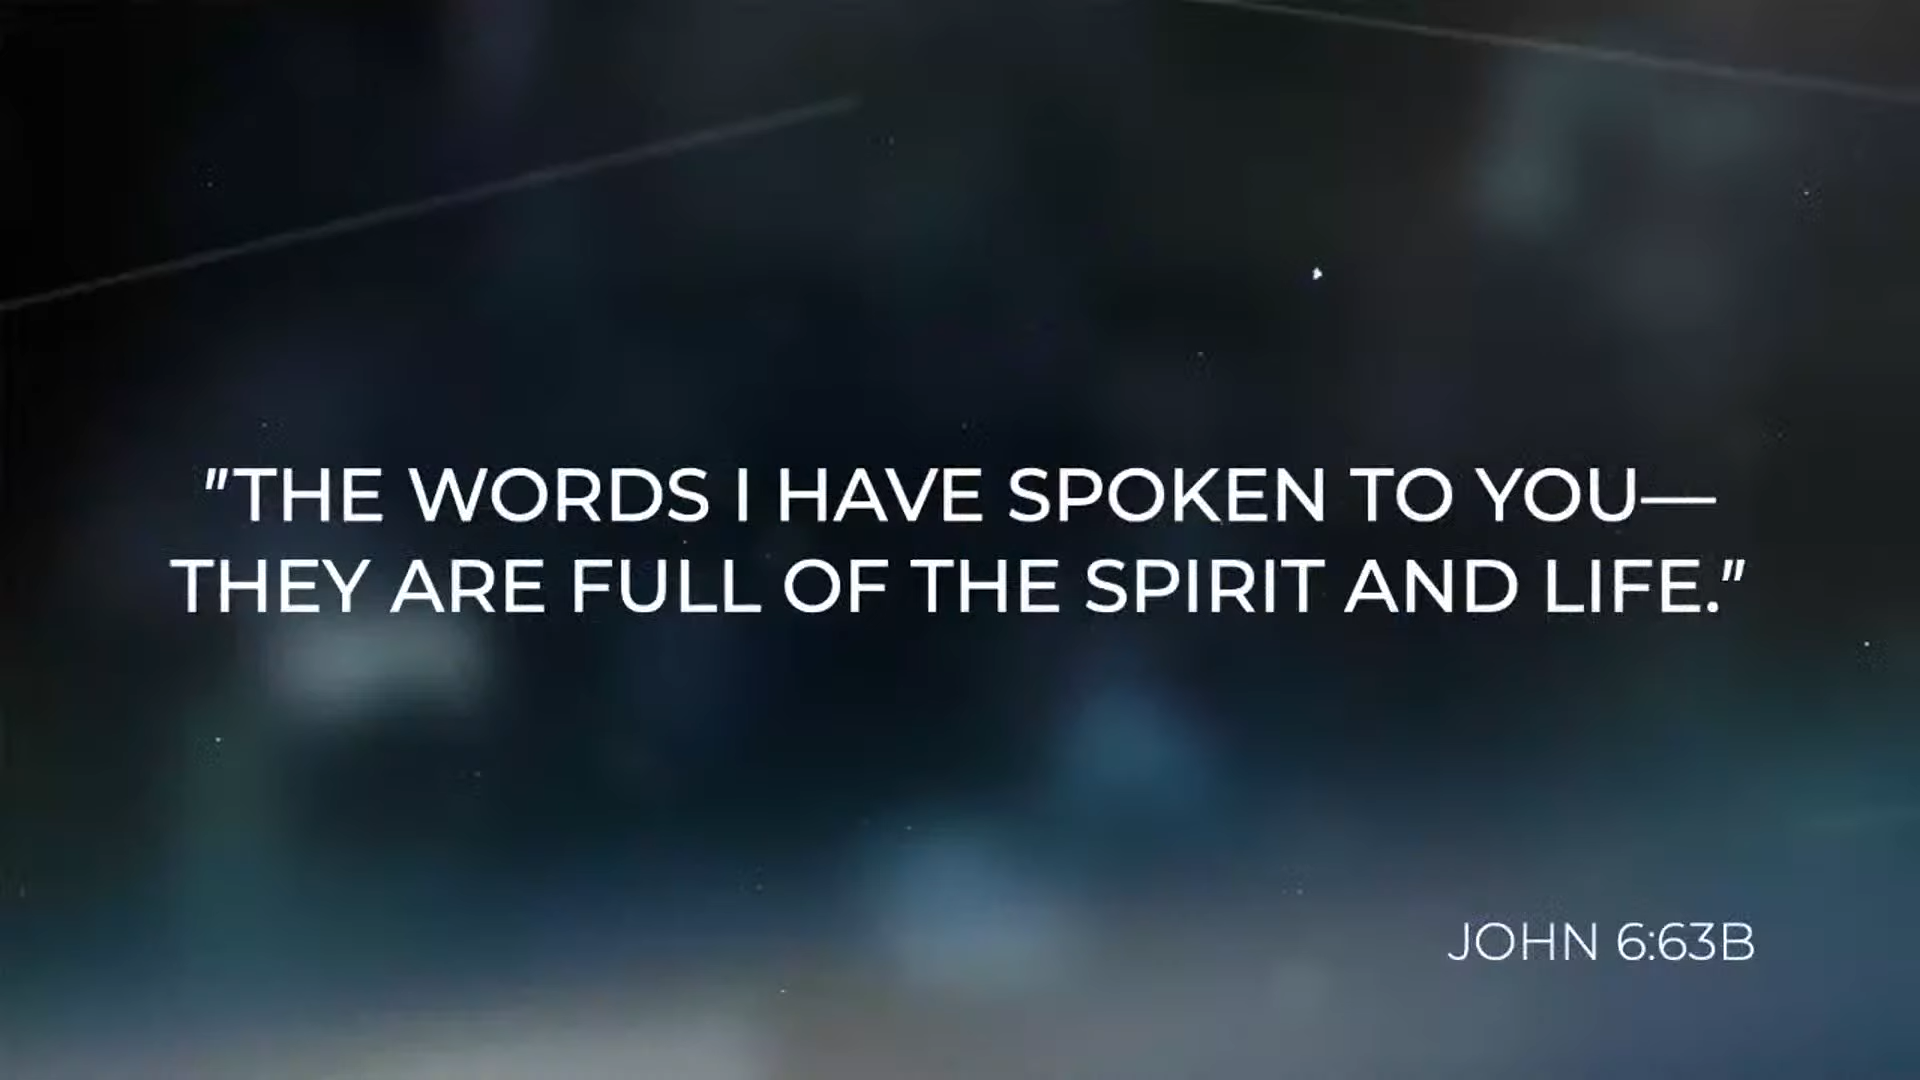 "THE WORDS I HAVE SPOKEN TO YOU—
THEY ARE FULL OF THE SPIRIT AND LIFE."
JOHN 6:63B